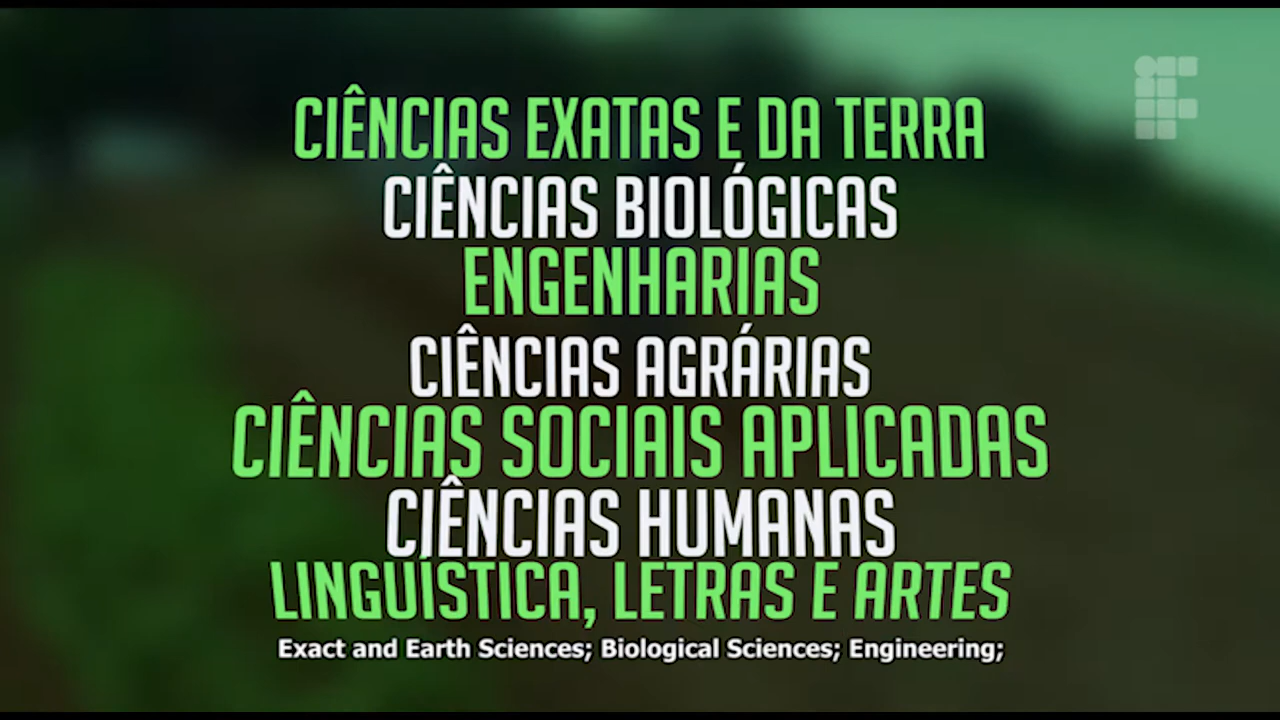 CIÊNCIAS EXATAS E DA TERRA
CIÊNCIAS BIOLÓGICAS
ENGENHARIAS
CIÊNCIAS AGRÁRIAS
CIÊNCIAS SOCIAIS APLICADAS
CIÊNCIAS HUMANAS
LINGUÍSTICA, LETRAS E ARTES
Exact and Earth Sciences; Biological Sciences; Engineering;